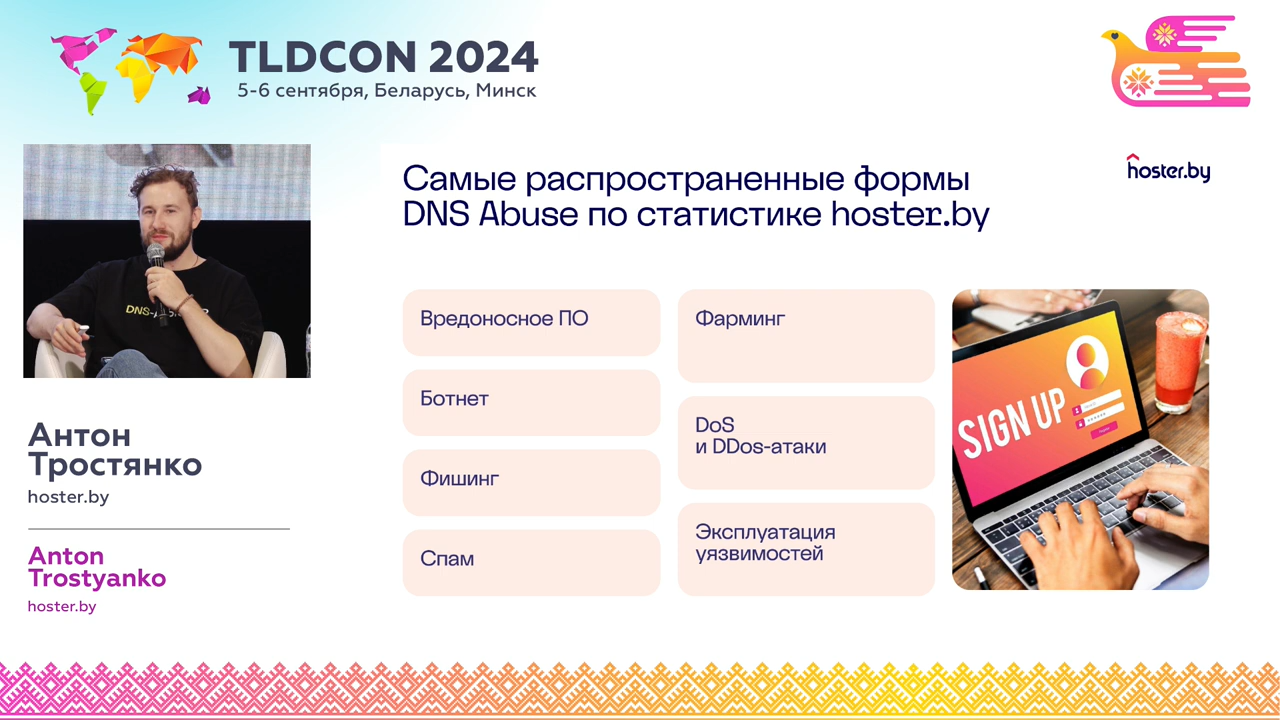 TLDCON 2024
5-6 сентября, Беларусь, Минск
hoster.by
Самые распространенные формы
DNS Abuse по статистике hoster.by
Вредоносное ПО
Ботнет
Фишинг
Спам
Фарминг
DoS
и DDos-атаки
Эксплуатация
уязвимостей
SIGN UP
Антон
Тростянко
hoster.by
Anton
Trostyanko
hoster.by